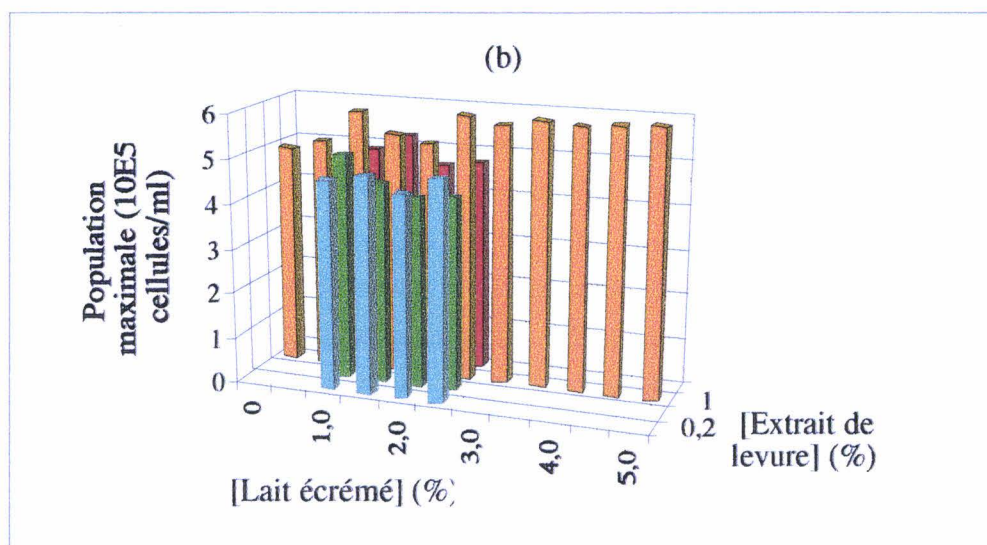 (b)
Population
maximale (10E5
cellules/ml)
6
5
4
3
2
1
0
0
1,0
2,0
3,0
4,0
5,0
[Lait écrémé] (%)
1
0,2
[Extrait de
levure] (%)